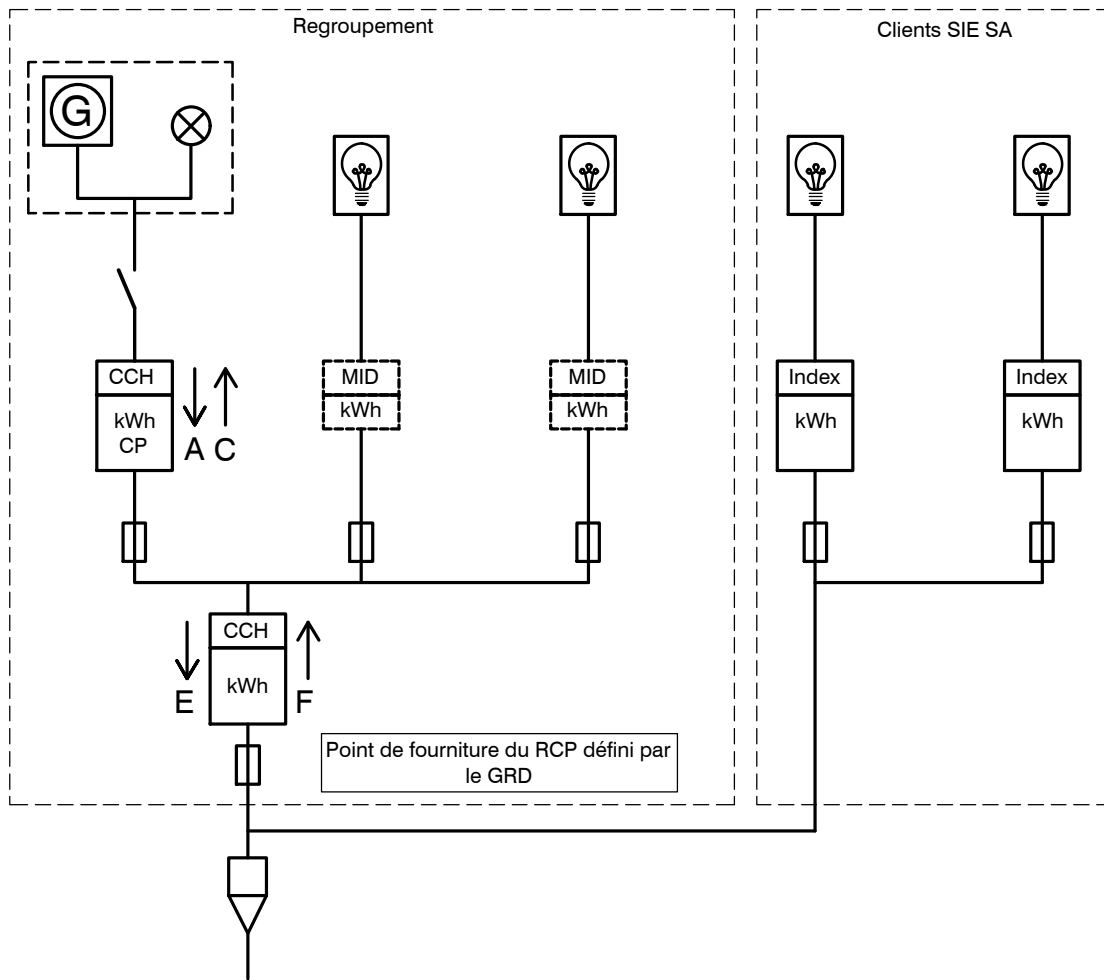 Regroupement
Clients SIE SA
G
CCH
kWh
CP
A C
MID
kWh
MID
kWh
Index
kWh
Index
kWh
CCH
kWh
E
F
Point de fourniture du RCP défini par
le GRD